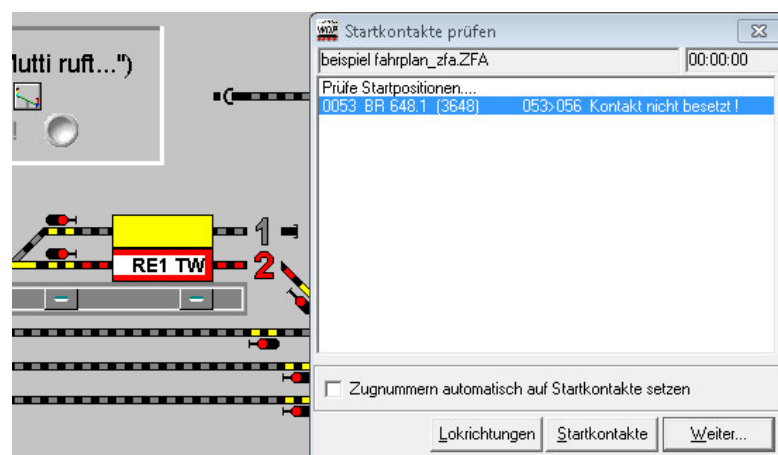 Startkontakte prüfen
beispiel fahrplan_zfa.ZFA 00:00:00
Prüfe Startpositionen....
0053 BR 648.1 (3648) 053>056 Kontakt nicht besetzt !
lutti ruft...")
!
1
RE1 TW 2
Zugnummern automatisch auf Startkontakte setzen
Lokrichtungen Startkontakte Weiter...